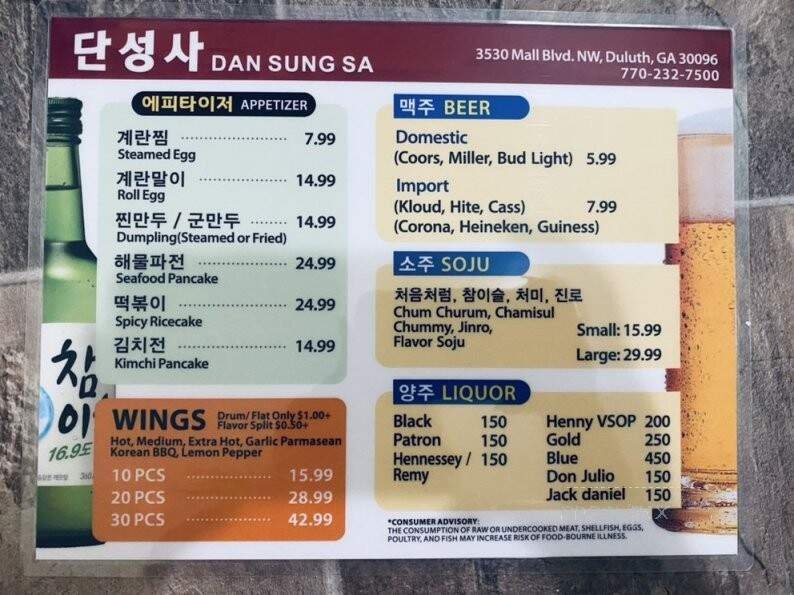 단성사 DAN SUNG SA
3530 Mall Blvd. NW, Duluth, GA 30096
770-232-7500
에피타이저 APPETIZER
계란찜 7.99
Steamed Egg
계란말이 14.99
Roll Egg
찐만두 / 군만두 14.99
Dumpling(Steamed or Fried)
해물파전 24.99
Seafood Pancake
떡볶이 24.99
Spicy Ricecake
김치전 14.99
Kimchi Pancake
WINGS Drum/ Flat Only $1.00+
Flavor Split $0.50+
Hot, Medium, Extra Hot, Garlic Parmasean
Korean BBQ, Lemon Pepper
10 PCS 15.99
20 PCS 28.99
30 PCS 42.99
맥주 BEER
Domestic
(Coors, Miller, Bud Light) 5.99
Import
(Kloud, Hite, Cass) 7.99
(Corona, Heineken, Guiness)
소주 SOJU
처음처럼, 참이슬, 처미, 진로
Chum Churum, Chamisul
Chummy, Jinro,
Flavor Soju
Small: 15.99
Large: 29.99
양주 LIQUOR
Black 150
Patron 150
Hennessey / 150
Remy
Henny VSOP 200
Gold 250
Blue 450
Don Julio 150
Jack daniel 150
*CONSUMER ADVISORY:
THE CONSUMPTION OF RAW OR UNDERCOOKED MEAT, SHELLFISH, EGGS,
POULTRY, AND FISH MAY INCREASE RISK OF FOOD-BOURNE ILLNESS.
참
이
16.9도